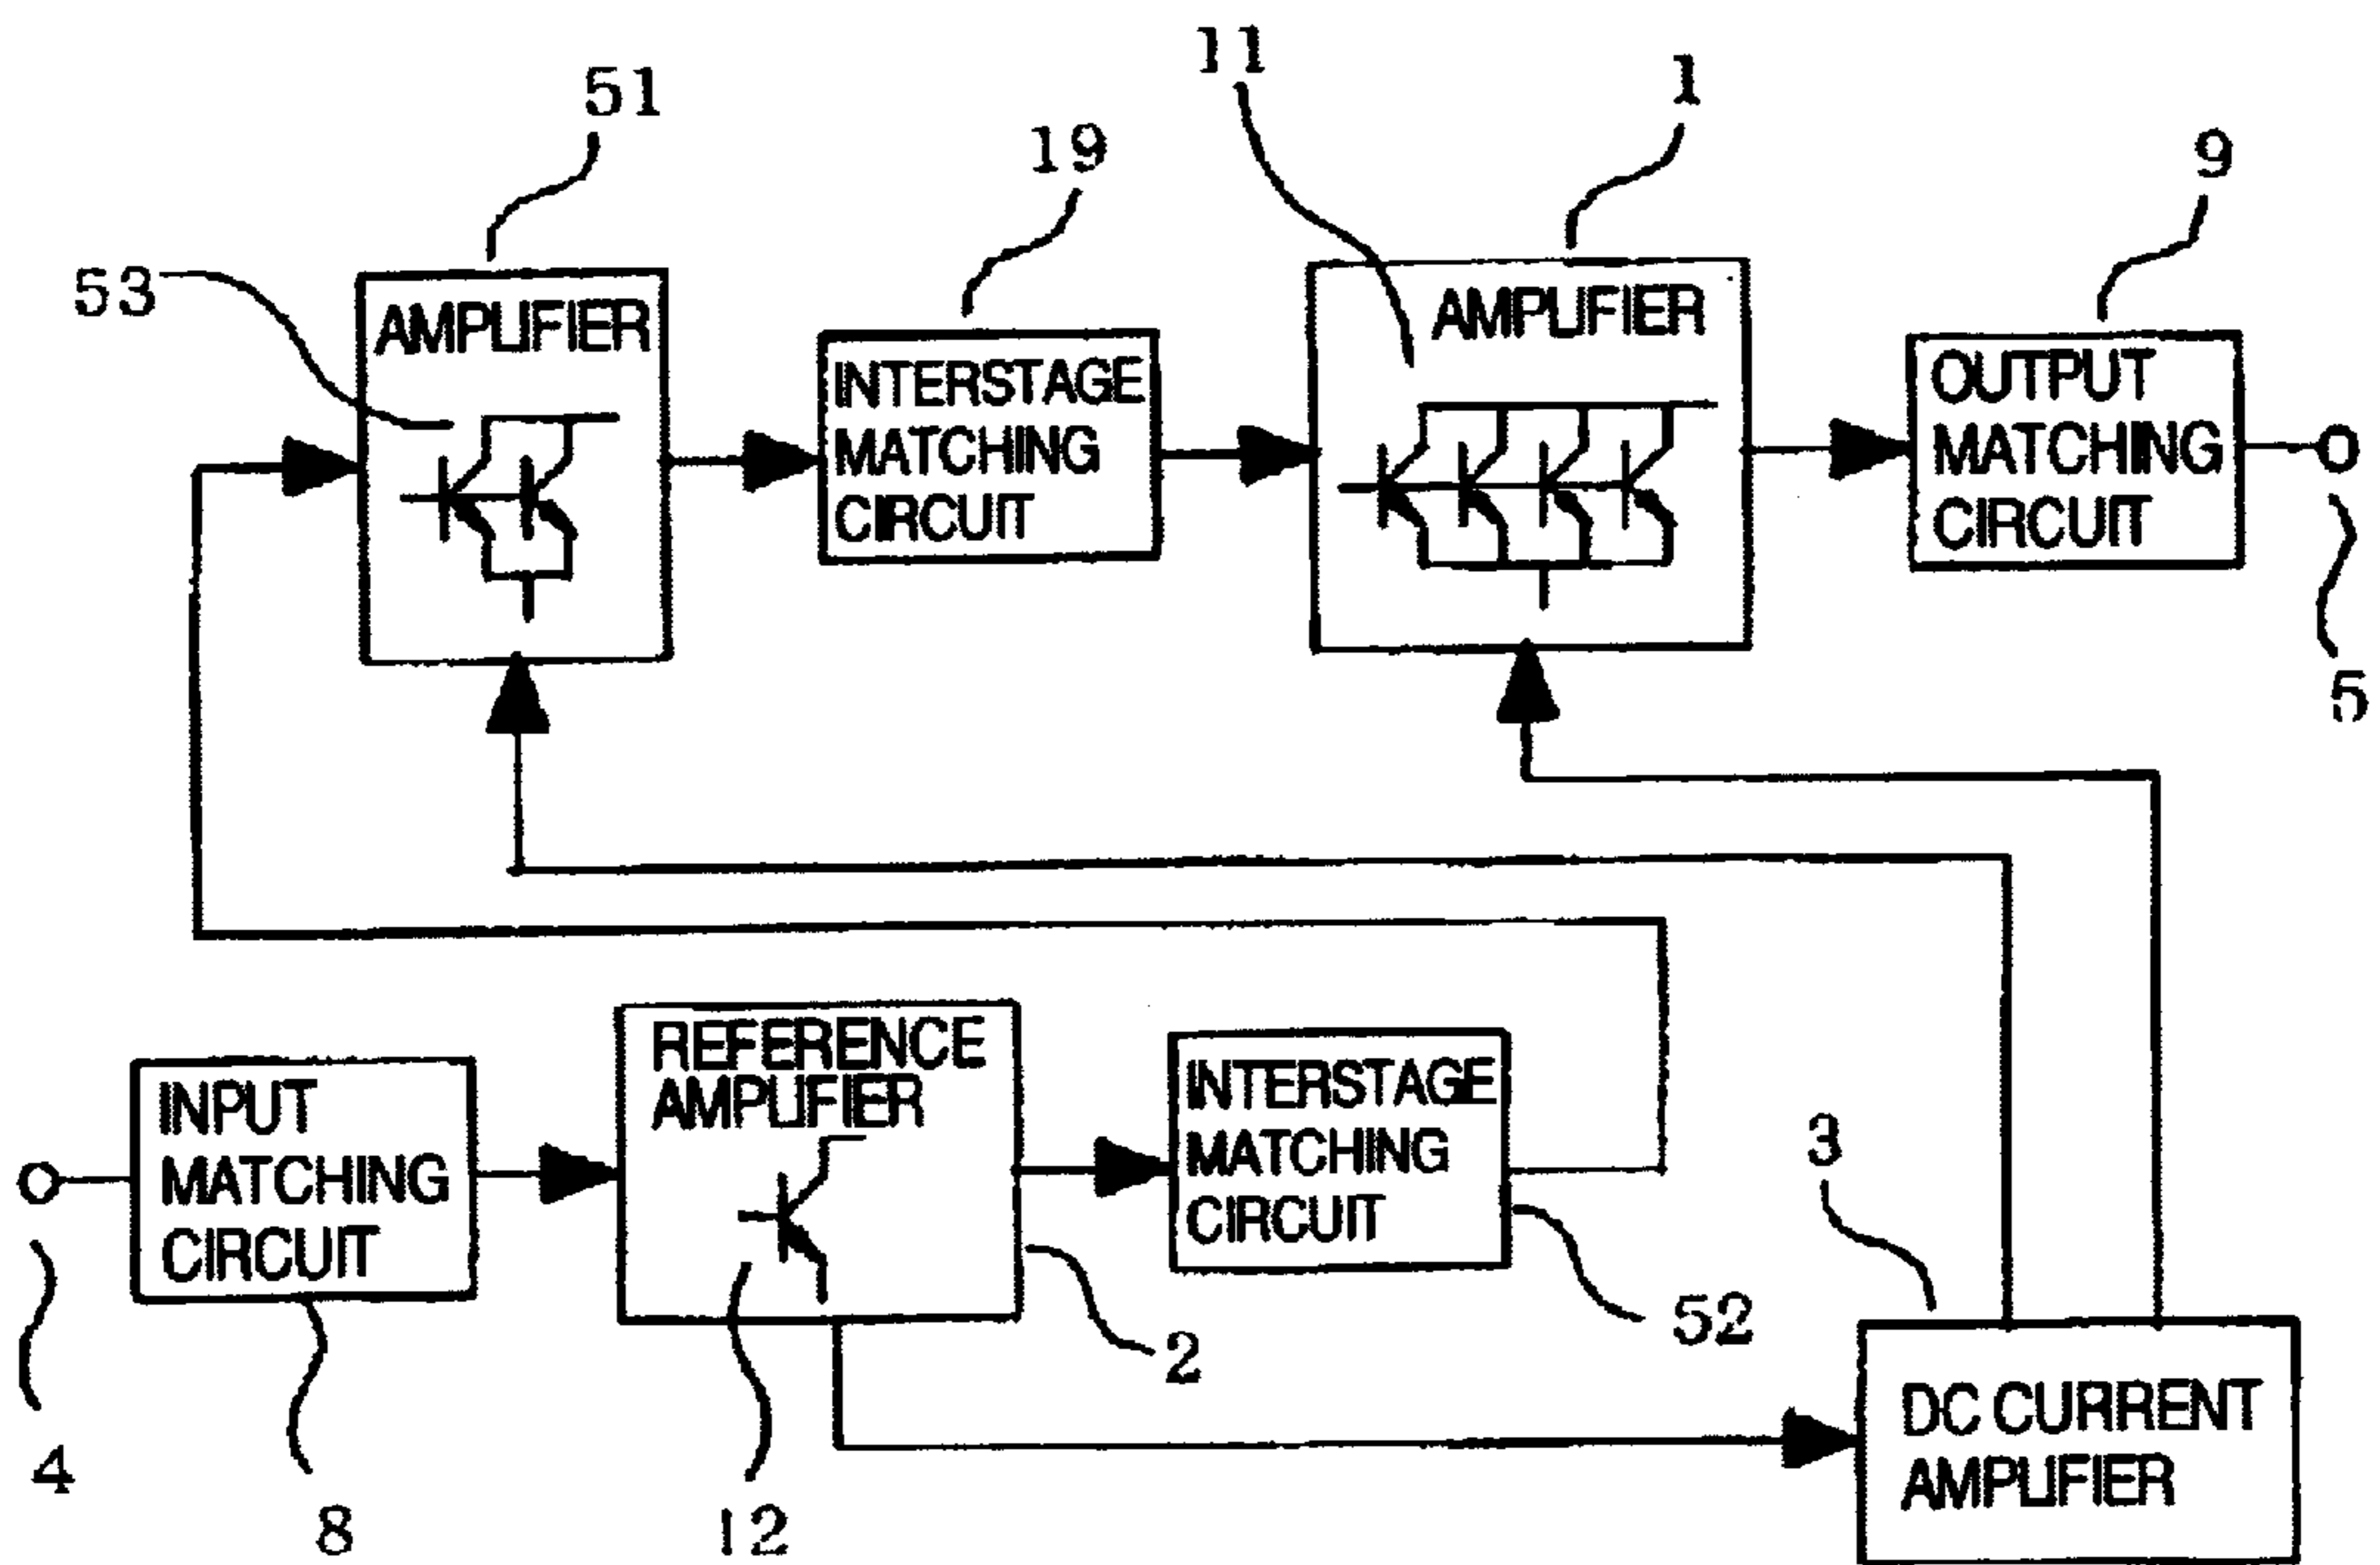 11
1
51
19
9
53
AMPLIFIER
AMPLIFIER
INTERSTAGE
MATCHING
CIRCUIT
OUTPUT
MATCHING
CIRCUIT
5
REFERENCE
AMPLIFIER
INTERSTAGE
MATCHING
CIRCUIT
INPUT
MATCHING
CIRCUIT
3
52
2
DC CURRENT
AMPLIFIER
4
8
12